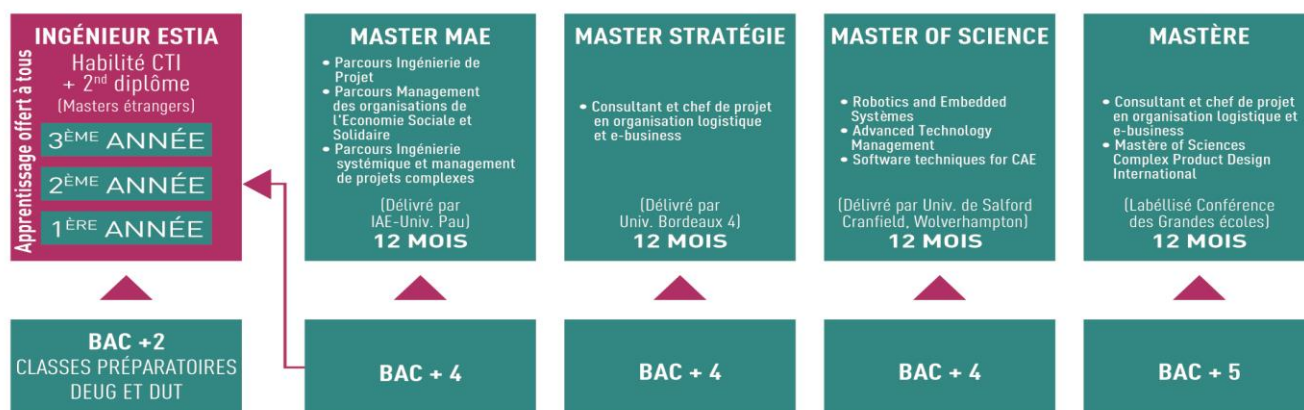 Apprentissage offert à tous
INGÉNIEUR ESTIA
Habilité CTI
+ 2nd diplôme
(Masters étrangers)
3ÈME ANNÉE
2ÈME ANNÉE
1ÈRE ANNÉE
BAC +2
CLASSES PRÉPARATOIRES
DEUG ET DUT
MASTER MAE
• Parcours Ingénierie de
Projet
• Parcours Management
des organisations de
l'Economie Sociale et
Solidaire
• Parcours Ingénierie
systémique et management
de projets complexes
(Délivré par
IAE-Univ. Pau)
12 MOIS
BAC + 4
MASTER STRATÉGIE
• Consultant et chef de projet
en organisation logistique
et e-business
(Délivré par
Univ. Bordeaux 4)
12 MOIS
BAC + 4
MASTER OF SCIENCE
• Robotics and Embedded
Systèmes
• Advanced Technology
Management
• Software techniques for CAE
(Délivré par Univ. de Salford
Cranfield, Wolverhampton)
12 MOIS
BAC + 4
MASTÈRE
• Consultant et chef de projet
en organisation logistique et
e-business
• Mastère of Sciences
Complex Product Design
International
(Labéllisé Conférence
des Grandes écoles)
12 MOIS
BAC + 5